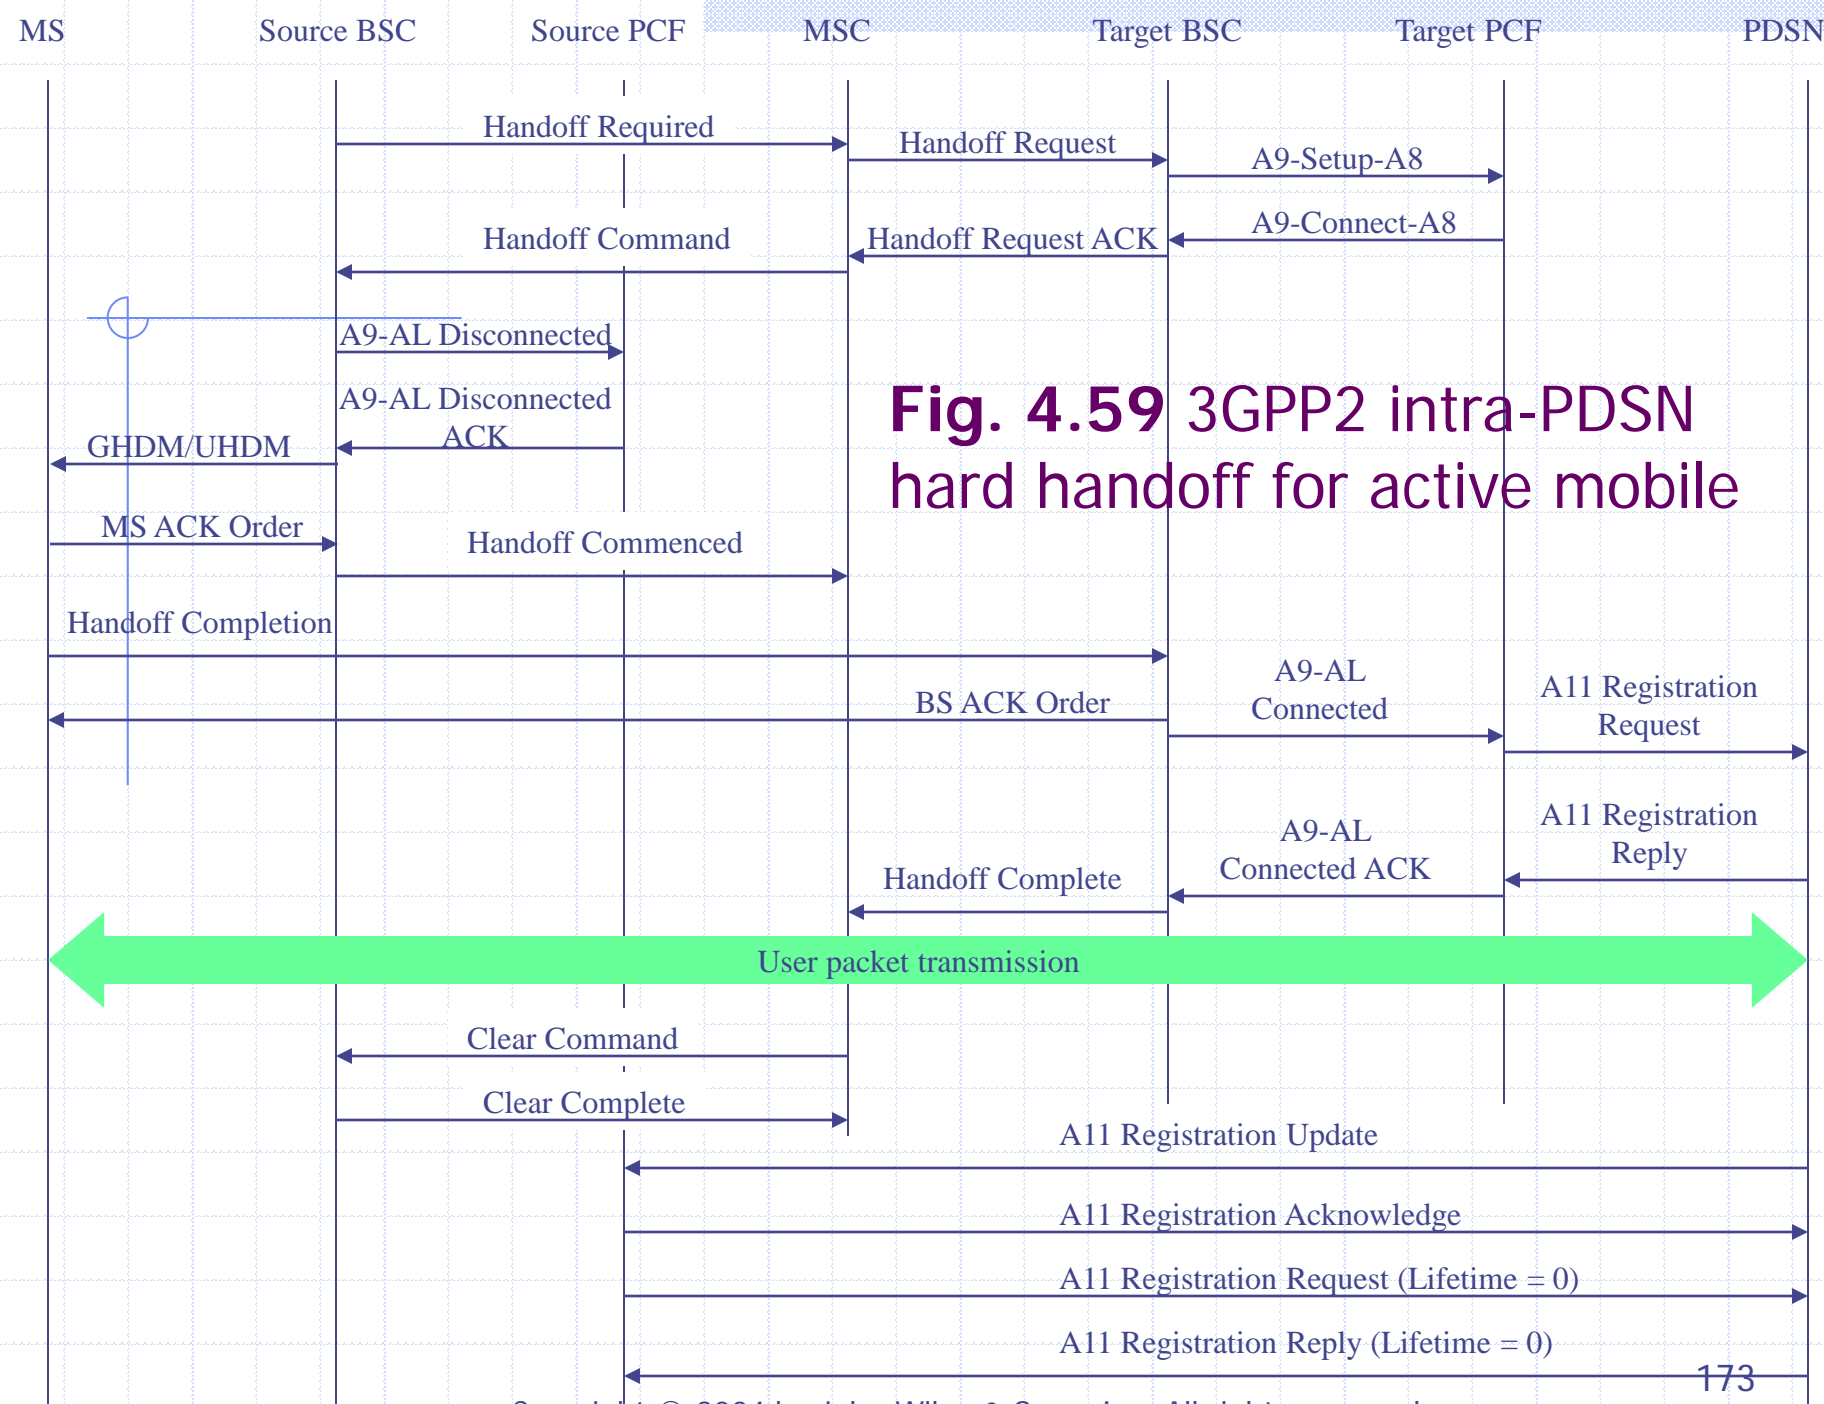 MS Source BSC Source PCF MSC Target BSC Target PCF PDSN
Handoff Required
Handoff Request
A9-Setup-A8
A9-Connect-A8
Handoff Request ACK
Handoff Command
A9-AL Disconnected
A9-AL Disconnected
ACK
GHDM/UHDM
Fig. 4.59 3GPP2 intra-PDSN
hard handoff for active mobile
MS ACK Order
Handoff Commenced
Handoff Completion
BS ACK Order
A9-AL
Connected
A11 Registration
Request
A11 Registration
Reply
A9-AL
Connected ACK
Handoff Complete
User packet transmission
Clear Command
Clear Complete
A11 Registration Update
A11 Registration Acknowledge
A11 Registration Request (Lifetime = 0)
A11 Registration Reply (Lifetime = 0)
173